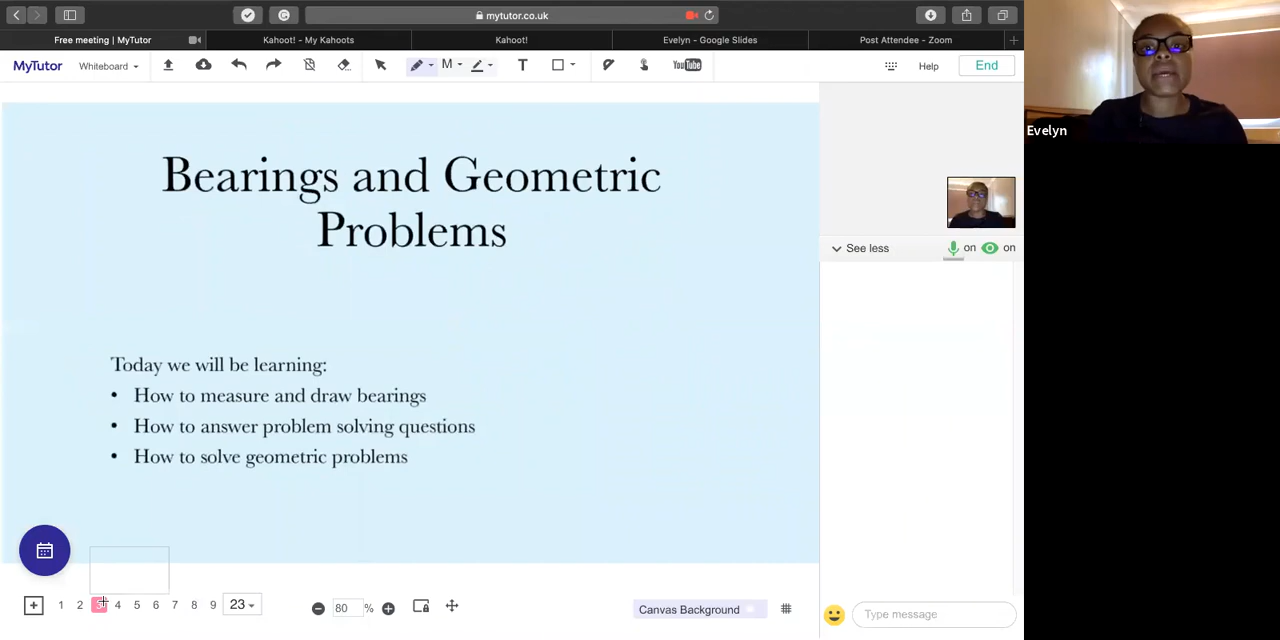 mytutor.co.uk
Free meeting | MyTutor
Kahoot! - My Kahoots
Kahoot!
Evelyn - Google Slides
Post Attendee - Zoom
MyTutor
Whiteboard
M
T
YouTube
Help
End
Evelyn
Bearings and Geometric
Problems
See less
on
on
Today we will be learning:
• How to measure and draw bearings
• How to answer problem solving questions
• How to solve geometric problems
1 2 3 4 5 6 7 8 9 23
80 %
Canvas Background
Type message